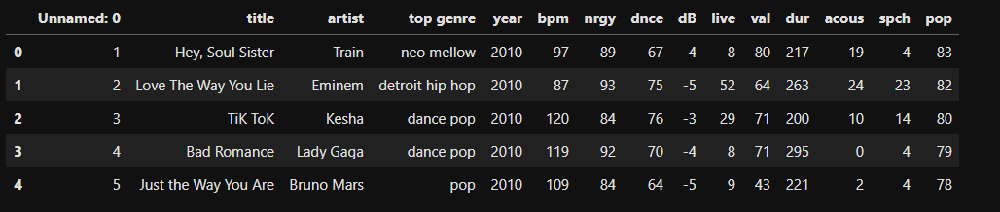 Unnamed: 0 title artist top genre year bpm nrgy dnce dB live val dur acous spch pop
0 1 Hey, Soul Sister Train neo mellow 2010 97 89 67 -4 8 80 217 19 4 83
1 2 Love The Way You Lie Eminem detroit hip hop 2010 87 93 75 -5 52 64 263 24 23 82
2 3 TiK ToK Kesha dance pop 2010 120 84 76 -3 29 71 200 10 14 80
3 4 Bad Romance Lady Gaga dance pop 2010 119 92 70 -4 8 71 295 0 4 79
4 5 Just the Way You Are Bruno Mars pop 2010 109 84 64 -5 9 43 221 2 4 78